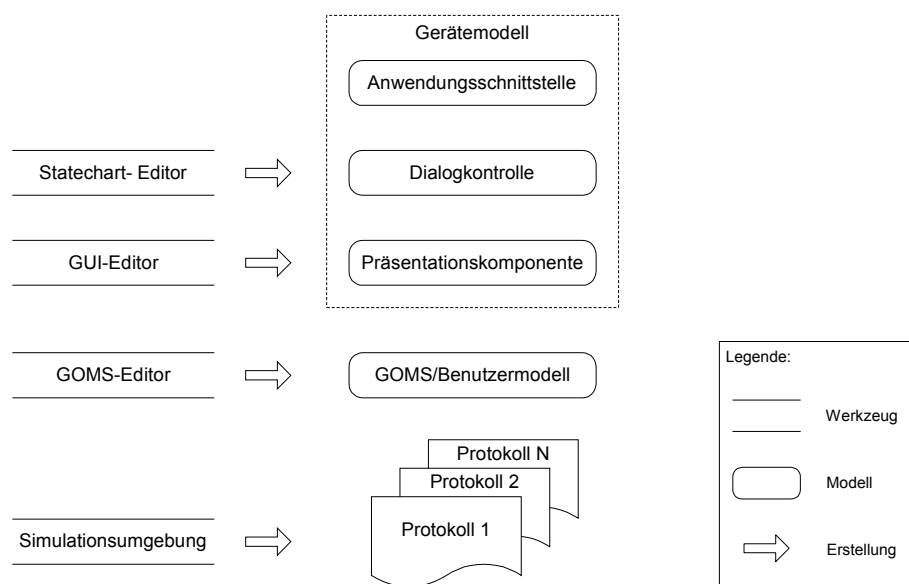 Gerätemodell
Anwendungsschnittstelle
Statechart- Editor
Dialogkontrolle
GUI-Editor
Präsentationskomponente
GOMS-Editor
GOMS/Benutzermodell
Simulationsumgebung
Protokoll N
Protokoll 2
Protokoll 1
Legende:
Werkzeug
Modell
Erstellung